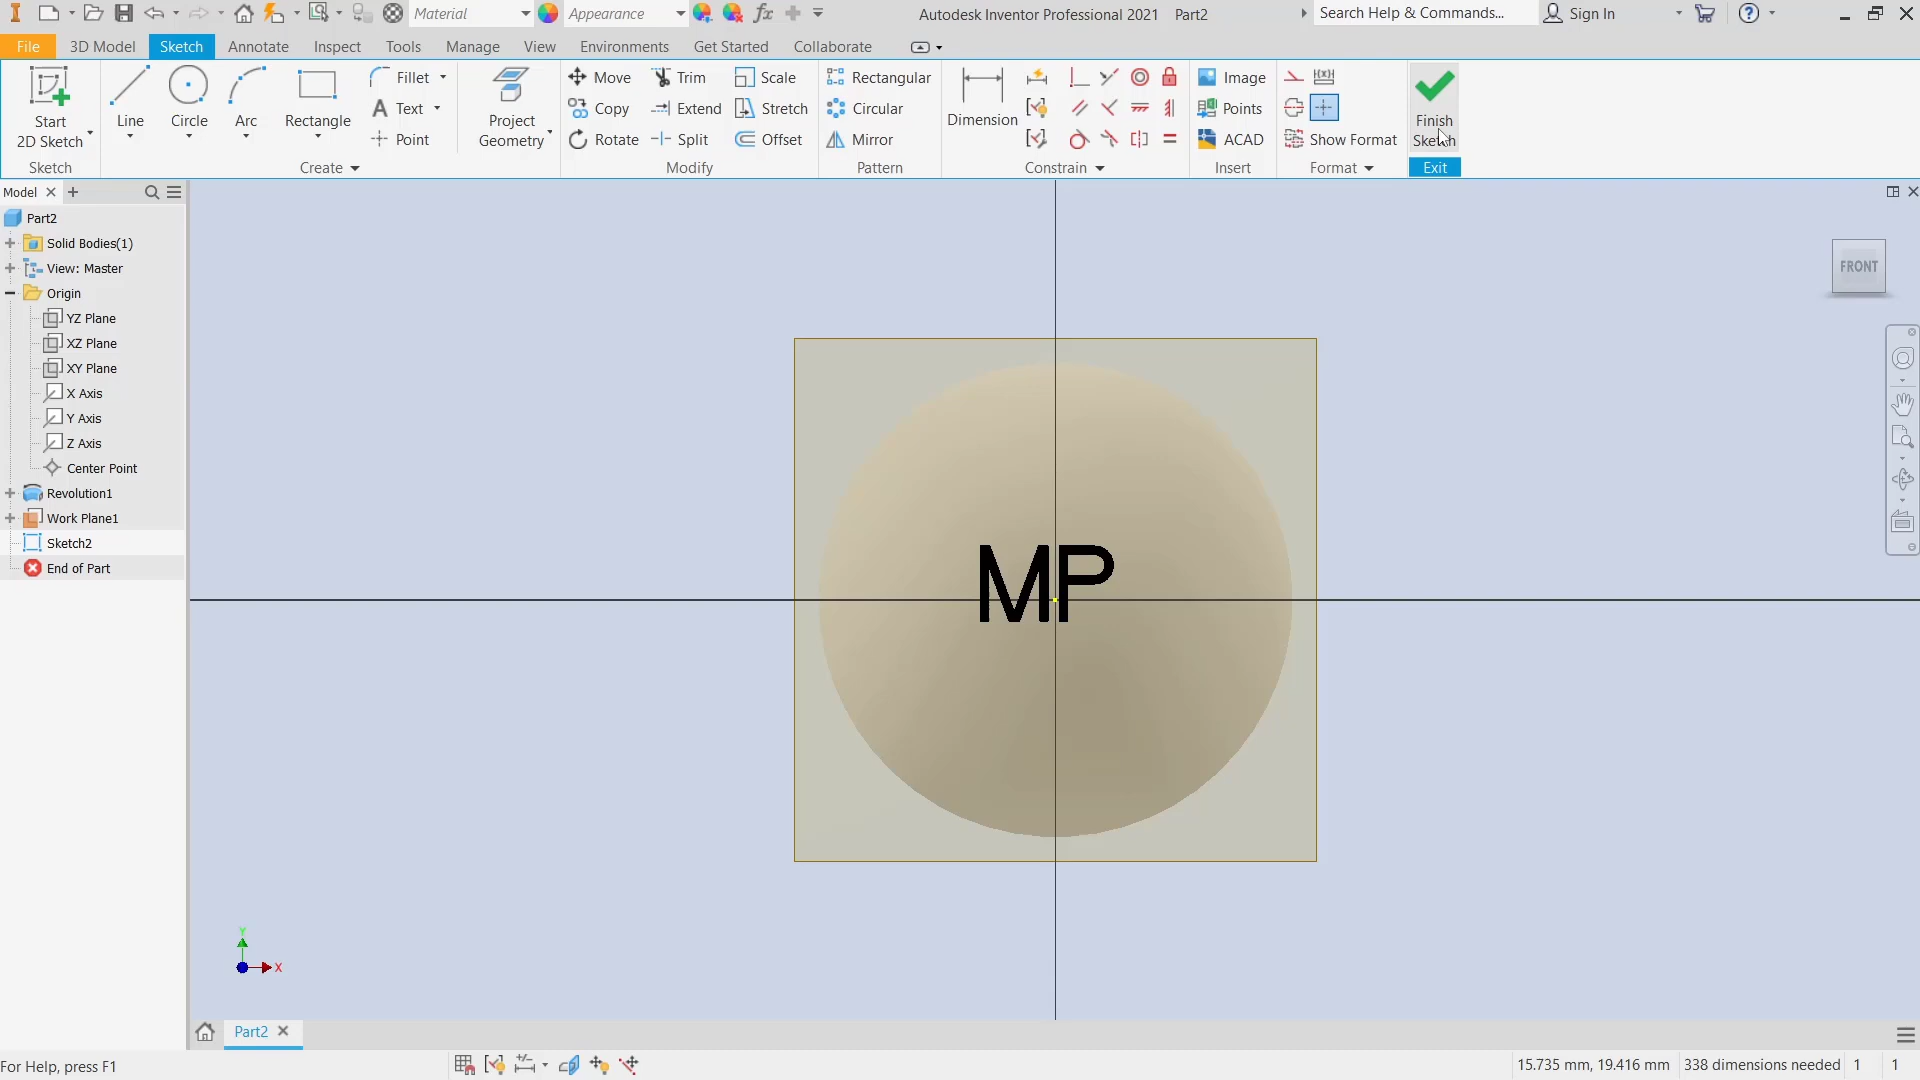 Material
Appearance
fx
Autodesk Inventor Professional 2021 Part2
Search Help & Commands...
Sign In
File 3D Model Sketch Annotate Inspect Tools Manage View Environments Get Started Collaborate
Start
2D Sketch
Line
Circle
Arc
Rectangle
Fillet
A Text
Point
Project
Geometry
Move
Copy
Rotate
Trim
Extend
Split
Scale
Stretch
Offset
Rectangular
Circular
Mirror
Dimension
Image
Points
ACAD
Show Format
Finish
Sketch
Sketch Create Modify Pattern Constrain Insert Format Exit
Model
Part2
Solid Bodies(1)
View: Master
Origin
YZ Plane
XZ Plane
XY Plane
X Axis
Y Axis
Z Axis
Center Point
Revolution1
Work Plane1
Sketch2
End of Part
FRONT
MP
Y
X
Part2
For Help, press F1
15.735 mm, 19.416 mm 338 dimensions needed 1 1